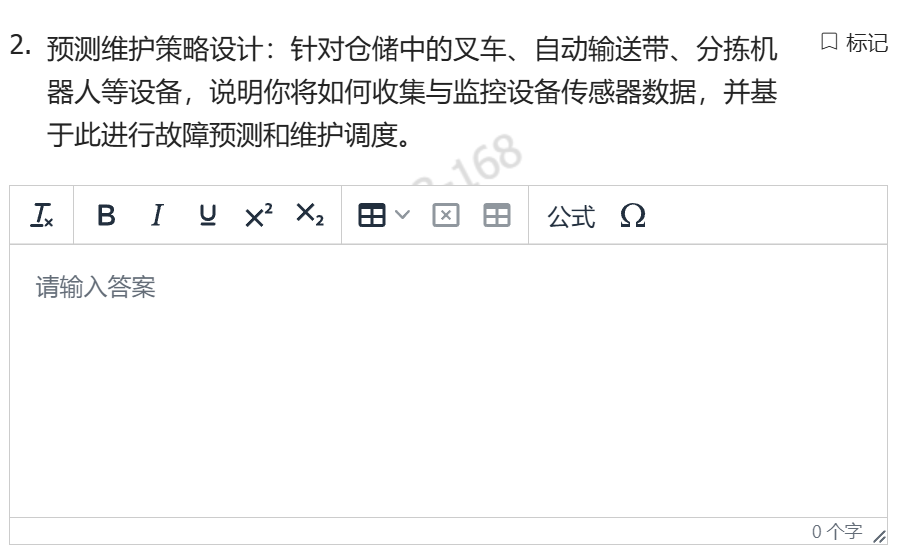 2. 预测维护策略设计：针对仓储中的叉车、自动输送带、分拣机 标记
器人等设备，说明你将如何收集与监控设备传感器数据，并基
于此进行故障预测和维护调度。
-168
B I U X² X₂ 公式 Ω
请输入答案
0 个字